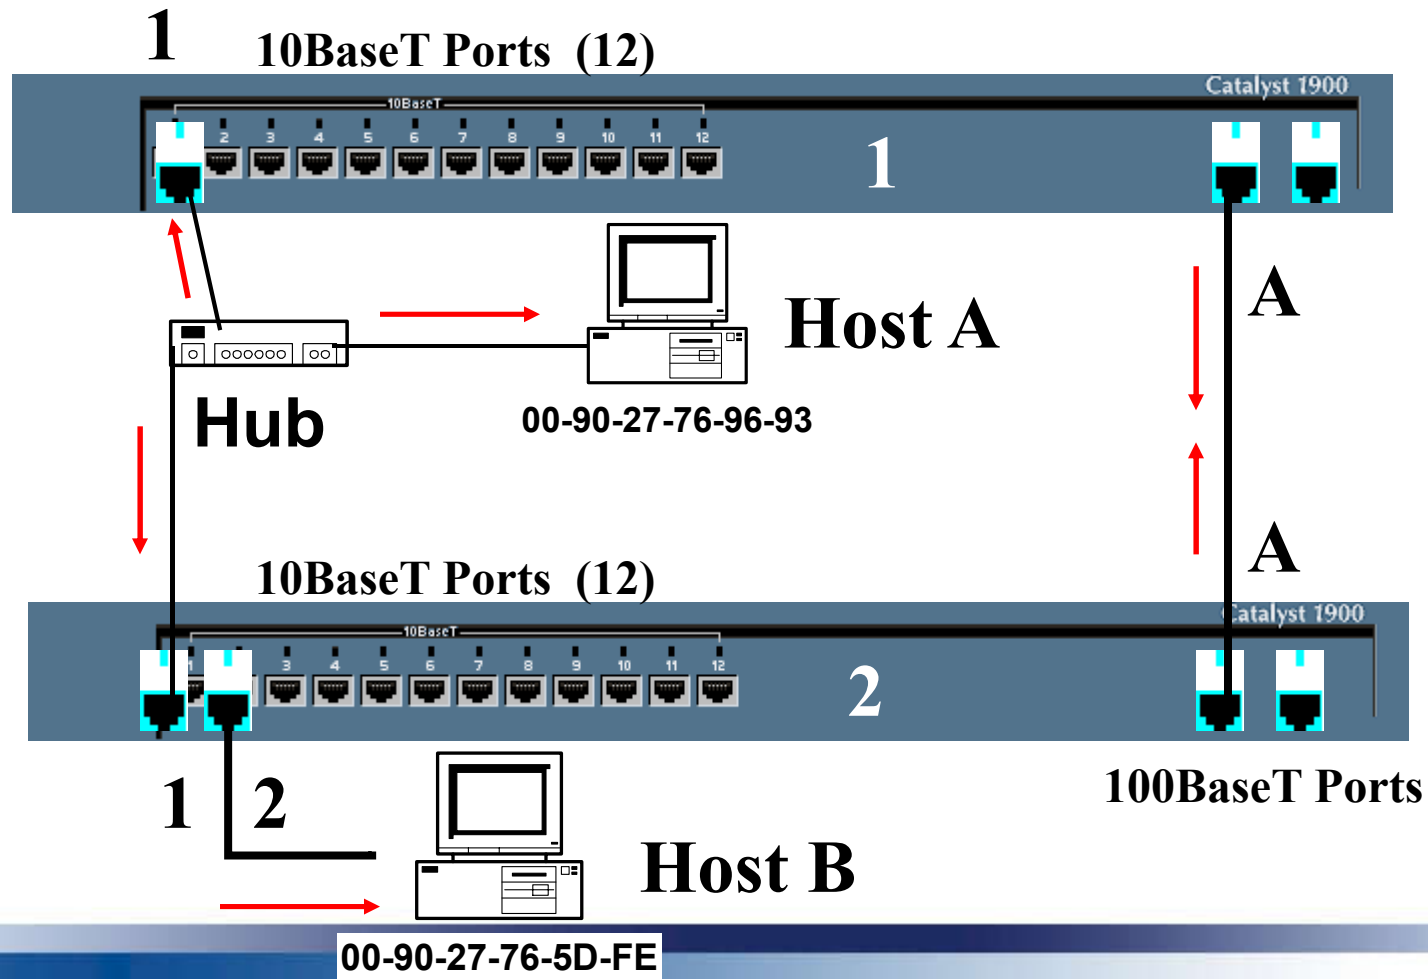 1
10BaseT Ports (12)
Catalyst 1900
10BaseT
2 3 4 5 6 7 8 9 10 11 12
1
A
Host A
Hub
00-90-27-76-96-93
A
10BaseT Ports (12)
Catalyst 1900
10BaseT
1 3 4 5 6 7 8 9 10 11 12
2
1 2
100BaseT Ports
Host B
00-90-27-76-5D-FE